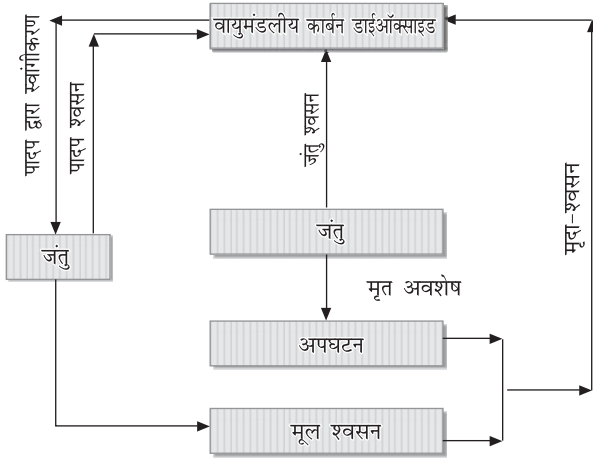 वायुमंडलीय कार्बन डाईऑक्साइड
पादप द्वारा स्वांगीकरण
पादप श्वसन
जंतु श्वसन
मृदा-श्वसन
जंतु
जंतु
मृत अवशेष
अपघटन
मूल श्वसन